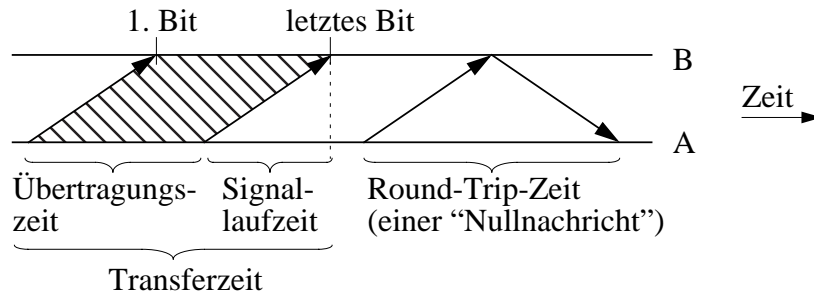 1. Bit
letztes Bit
B
Zeit
A
Übertragungs-
zeit
Signal-
laufzeit
Round-Trip-Zeit
(einer “Nullnachricht”)
Transferzeit